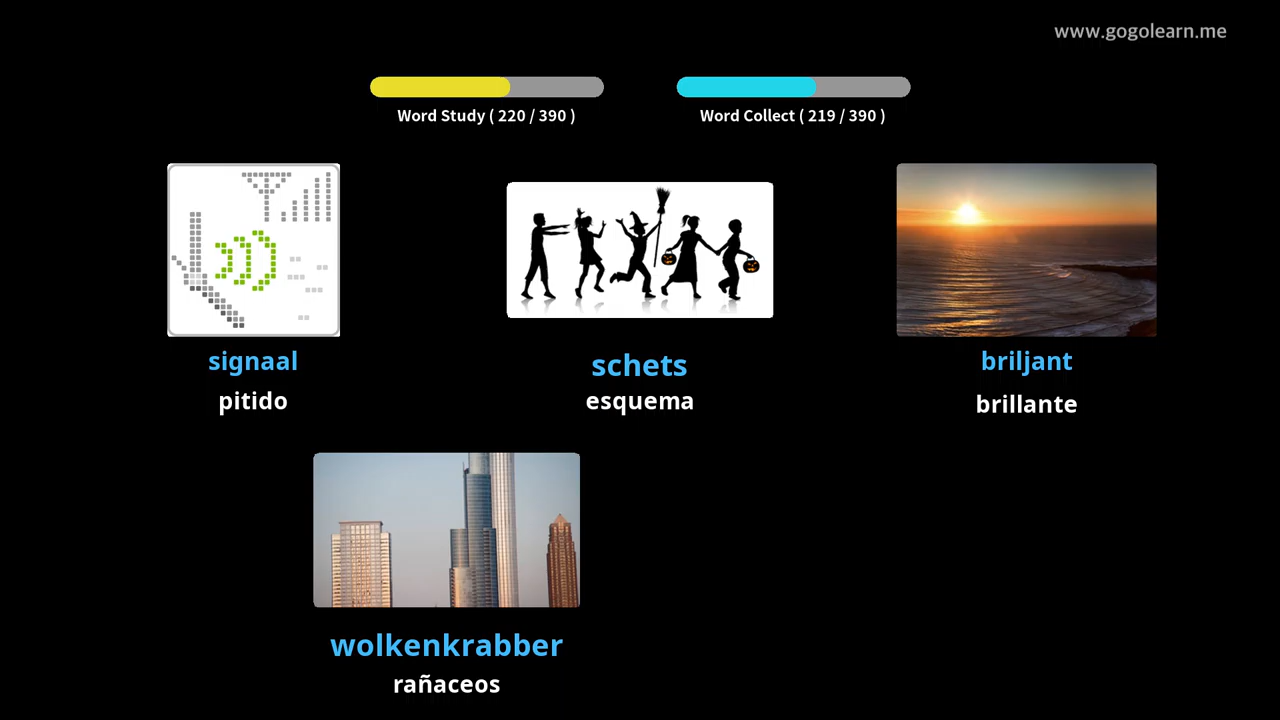 www.gogolearn.me
Word Study ( 220 / 390 )
Word Collect ( 219 / 390 )
signaal
pitido
schets
esquema
briljant
brillante
wolkenkrabber
rañaceos